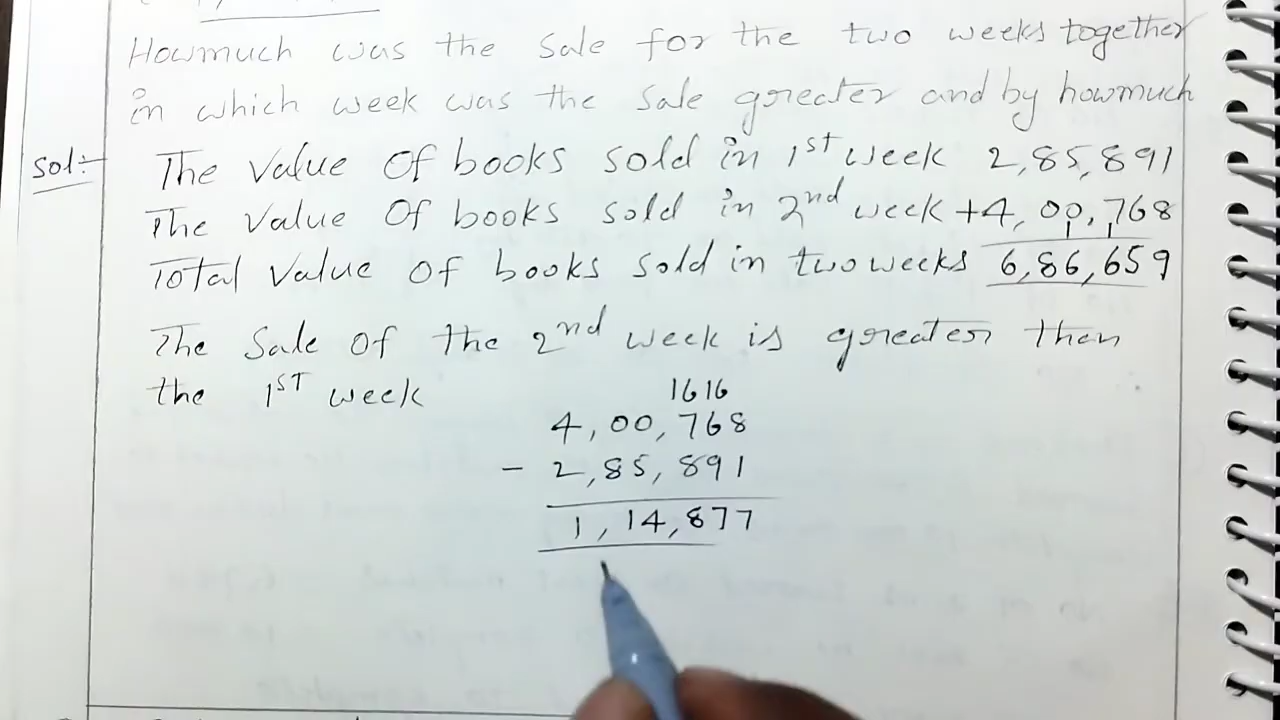 Howmuch was the sale for the two weeks together
in which week was the sale greater and by howmuch
Sol:- The value of books sold in 1st week 2,85,891
The value of books sold in 2nd week +4,00,768
Total value of books sold in two weeks 6,86,659
The Sale of the 2nd week is greater then
the 1ST week
16 16
4,00,768
- 2,85,891
1,14,877